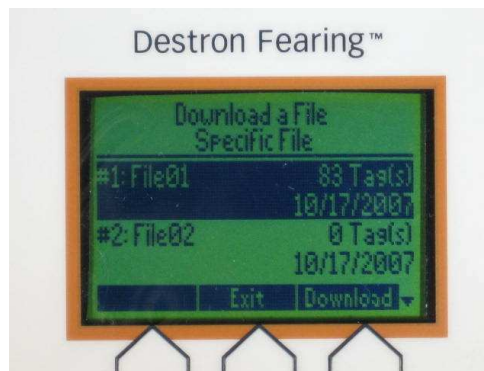 Destron Fearing™
Download a File
Specific File
#1: File01 83 Tag(s)
10/17/2007
#2: File02 0 Tag(s)
10/17/2007
Exit Download